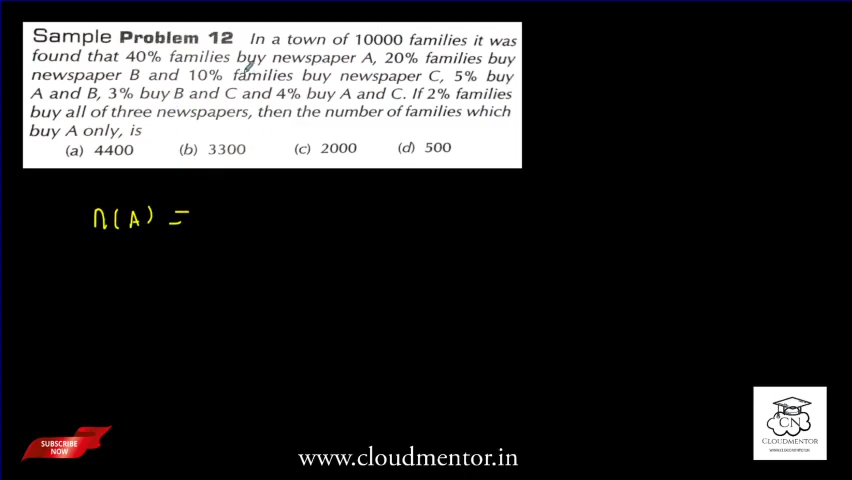 Sample Problem 12 In a town of 10000 families it was
found that 40% families buy newspaper A, 20% families buy
newspaper B and 10% families buy newspaper C, 5% buy
A and B, 3% buy B and C and 4% buy A and C. If 2% families
buy all of three newspapers, then the number of families which
buy A only, is
(a) 4400 (b) 3300 (c) 2000 (d) 500
n(A) =
SUBSCRIBE
NOW
CN
CLOUDMENTOR
www.cloudmentor.in